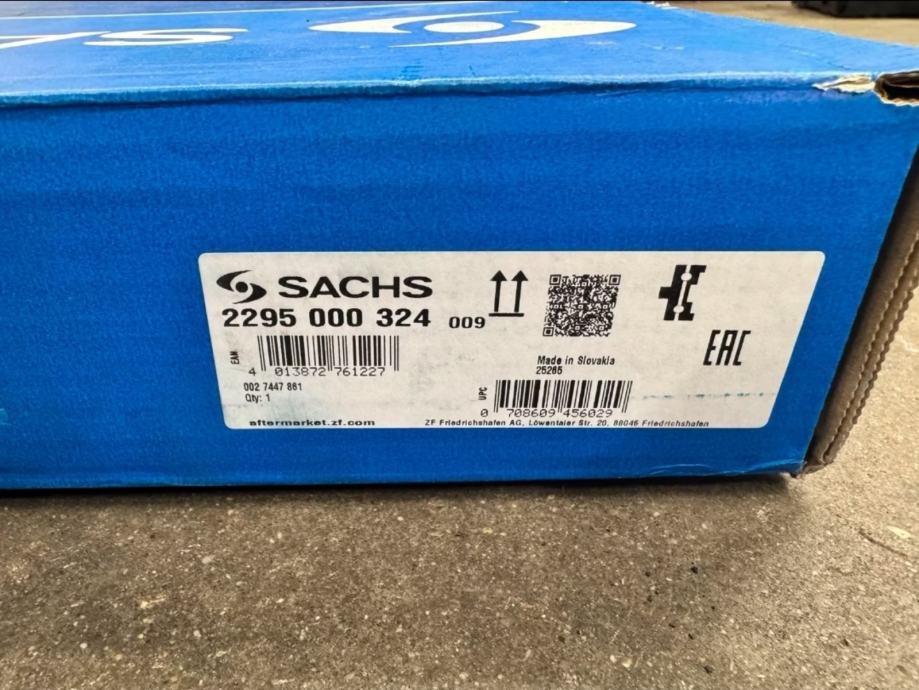 SACHS
2295 000 324 009
EAC
EAN
4 013872 761227
Made in Slovakia
25265
002 7447 861
Qty: 1
UPC
0 708609 456029
aftermarket.zf.com
ZF Friedrichshafen AG, Löwentaler Str. 20, 88046 Friedrichshafen